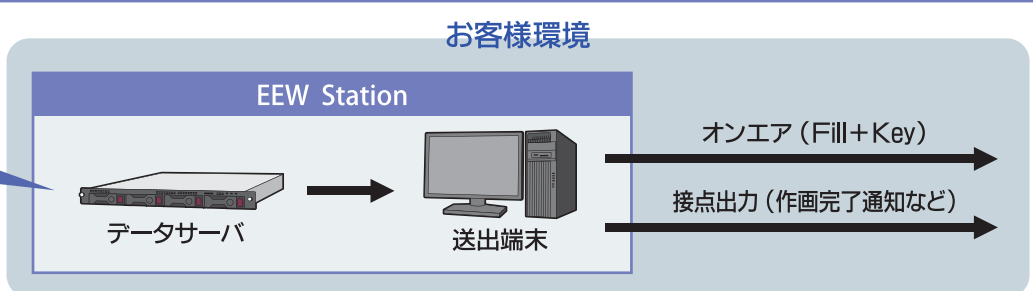 お客様環境
EEW Station
オンエア（Fill＋Key）
接点出力（作画完了通知など）
データサーバ
送出端末